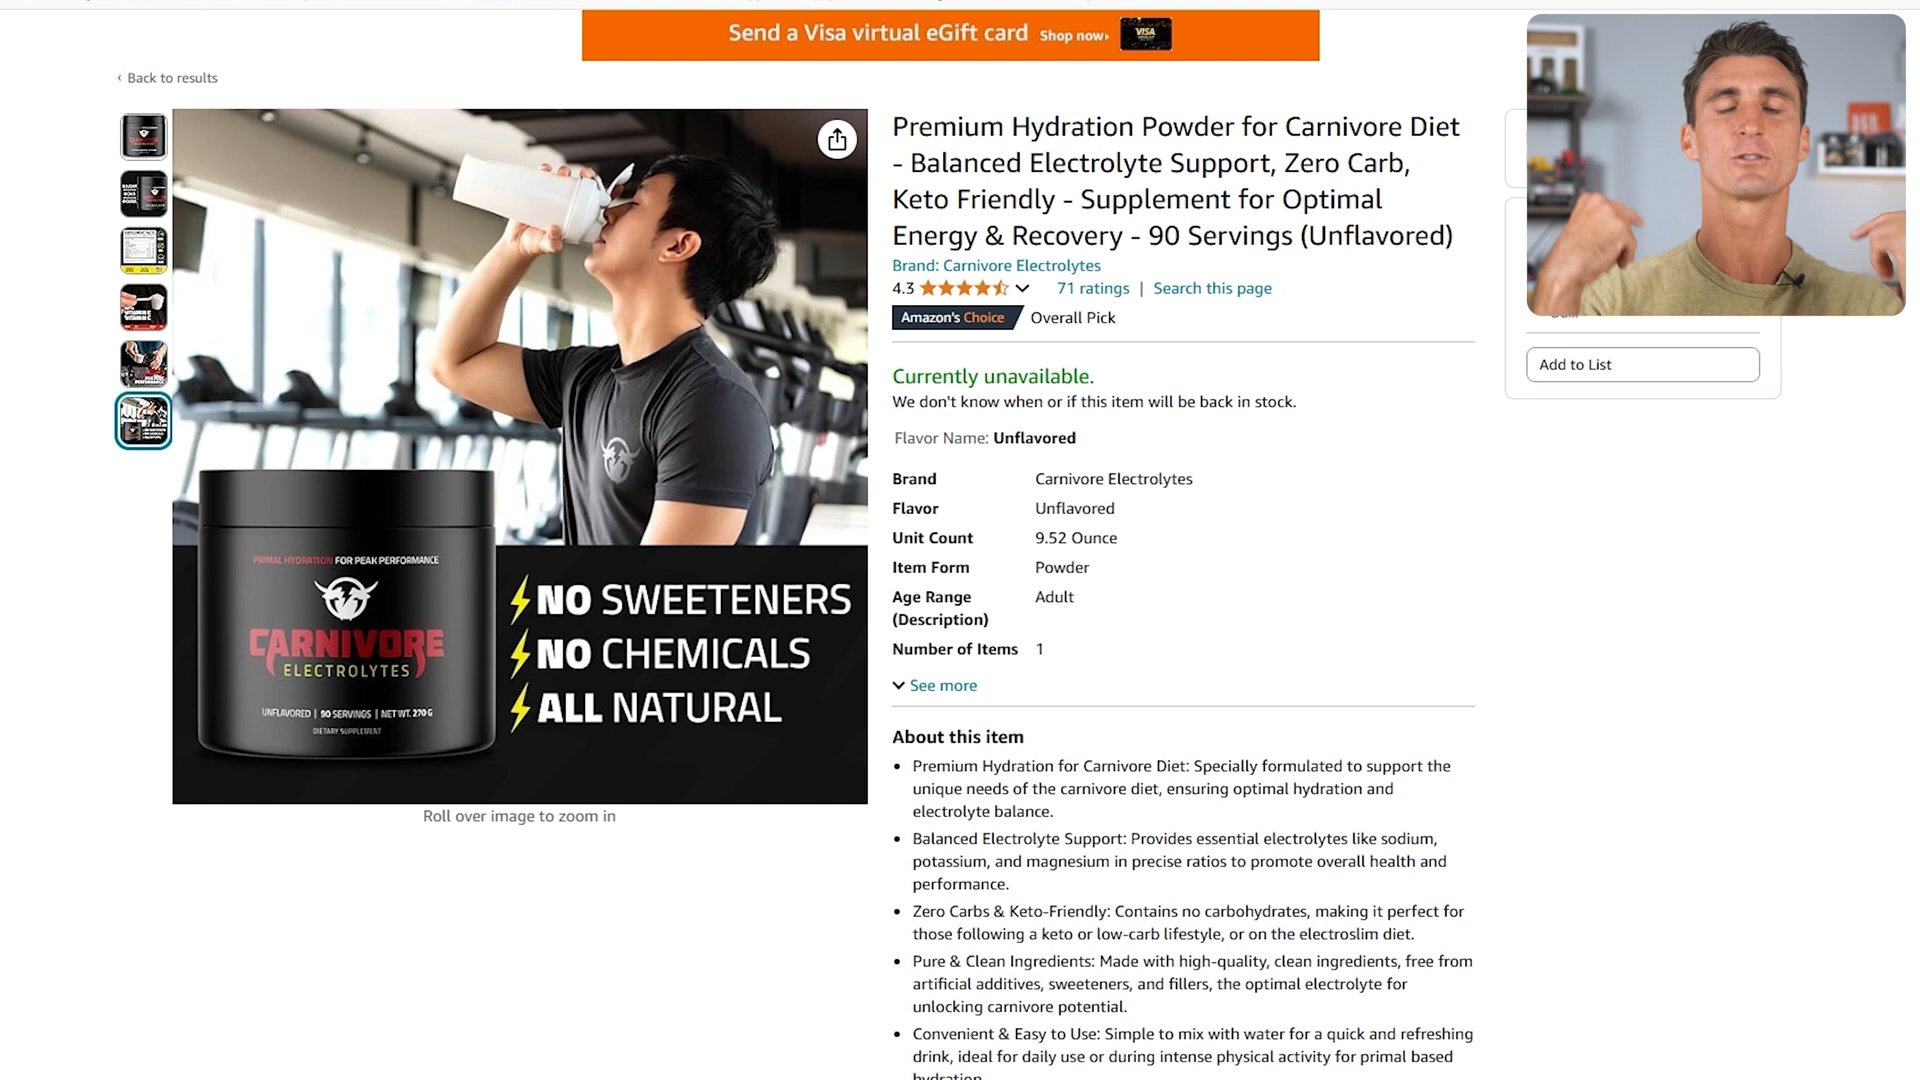 Send a Visa virtual eGift card Shop now›
VISA
‹ Back to results
Premium Hydration Powder for Carnivore Diet
- Balanced Electrolyte Support, Zero Carb,
Keto Friendly - Supplement for Optimal
Energy & Recovery - 90 Servings (Unflavored)
Brand: Carnivore Electrolytes
4.3 71 ratings | Search this page
Amazon's Choice Overall Pick
Currently unavailable.
We don't know when or if this item will be back in stock.
Flavor Name: Unflavored
Brand Carnivore Electrolytes
Flavor Unflavored
Unit Count 9.52 Ounce
Item Form Powder
Age Range Adult
(Description)
Number of Items 1
See more
About this item
• Premium Hydration for Carnivore Diet: Specially formulated to support the
unique needs of the carnivore diet, ensuring optimal hydration and
electrolyte balance.
• Balanced Electrolyte Support: Provides essential electrolytes like sodium,
potassium, and magnesium in precise ratios to promote overall health and
performance.
• Zero Carbs & Keto-Friendly: Contains no carbohydrates, making it perfect for
those following a keto or low-carb lifestyle, or on the electroslim diet.
• Pure & Clean Ingredients: Made with high-quality, clean ingredients, free from
artificial additives, sweeteners, and fillers, the optimal electrolyte for
unlocking carnivore potential.
• Convenient & Easy to Use: Simple to mix with water for a quick and refreshing
drink, ideal for daily use or during intense physical activity for primal based
hydration.
PRIMAL HYDRATION FOR PEAK PERFORMANCE
CARNIVORE
ELECTROLYTES
UNFLAVORED | 90 SERVINGS | NET WT. 270 G
DIETARY SUPPLEMENT
NO SWEETENERS
NO CHEMICALS
ALL NATURAL
Roll over image to zoom in
Add to List